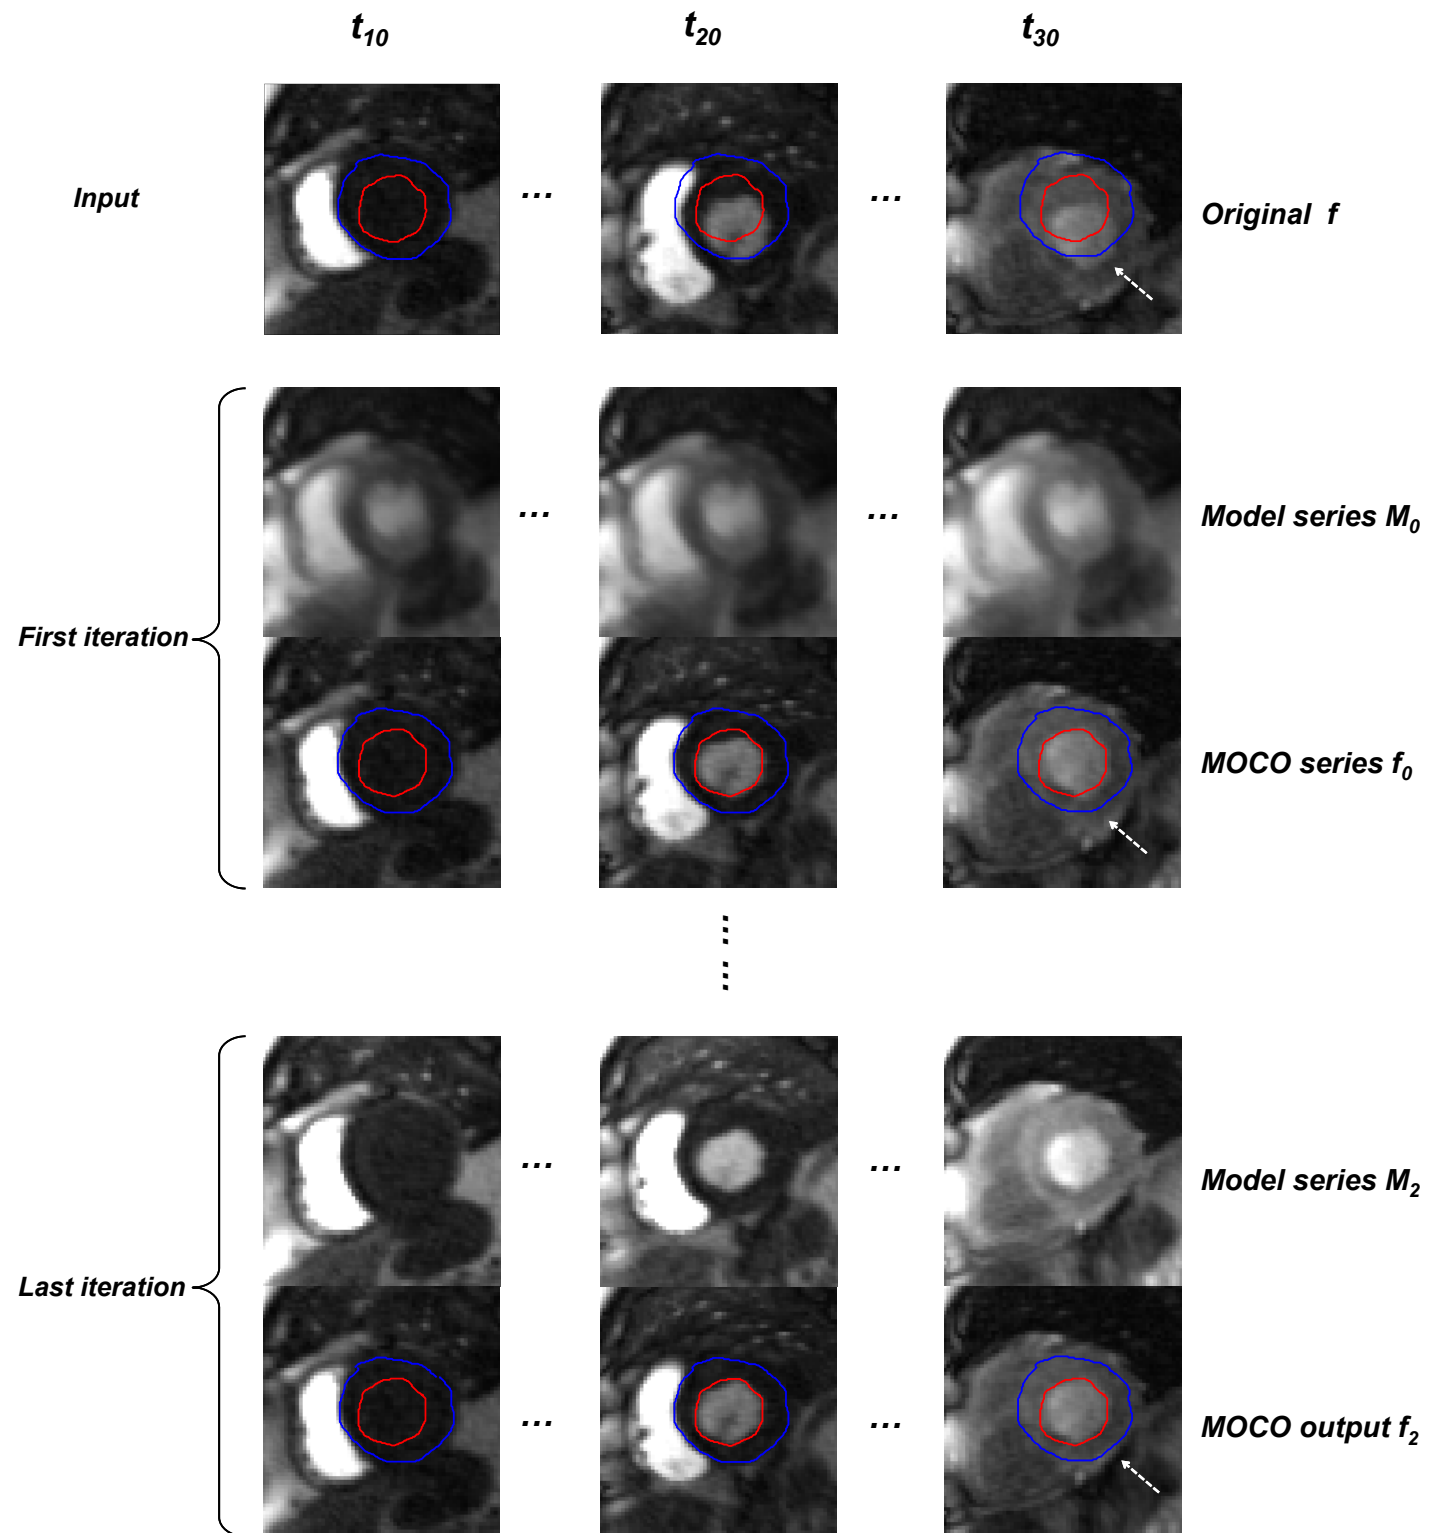 t10 t20 t30
Input ... ... Original f
... ... Model series M0
First iteration
MOCO series f0
... ... Model series M2
Last iteration
... ... MOCO output f2